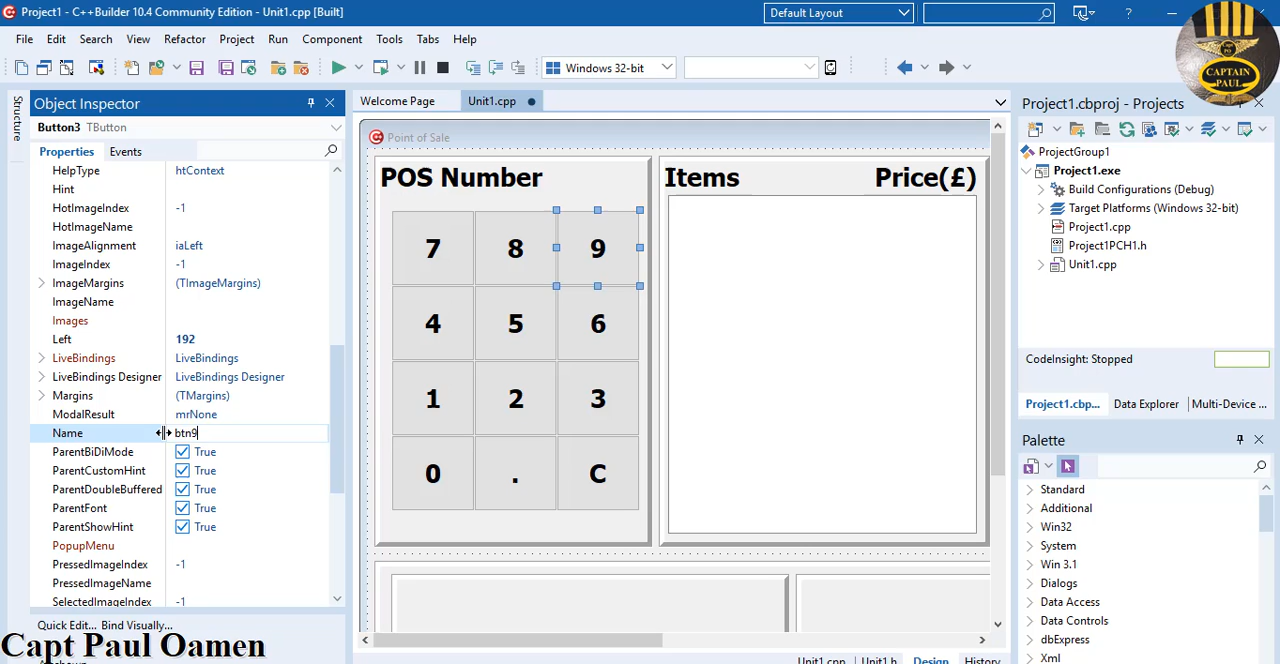 Project1 - C++Builder 10.4 Community Edition - Unit1.cpp [Built]
Default Layout
?
File Edit Search View Refactor Project Run Component Tools Tabs Help
Windows 32-bit
CAPTAIN
PAUL
Structure
Object Inspector
Button3 TButton
Properties Events
HelpType htContext
Hint
HotImageIndex -1
HotImageName
ImageAlignment iaLeft
ImageIndex -1
ImageMargins (TImageMargins)
ImageName
Images
Left 192
LiveBindings LiveBindings
LiveBindings Designer LiveBindings Designer
Margins (TMargins)
ModalResult mrNone
Name btn9
ParentBiDiMode True
ParentCustomHint True
ParentDoubleBuffered True
ParentFont True
ParentShowHint True
PopupMenu
PressedImageIndex -1
PressedImageName
SelectedImageIndex -1
Quick Edit... Bind Visually...
Capt Paul Oamen
Welcome Page Unit1.cpp
Point of Sale
POS Number
7 8 9
4 5 6
1 2 3
0 . C
Items Price(£)
Unit1.cpp Unit1.h Design History
Project1.cbproj - Projects
ProjectGroup1
Project1.exe
Build Configurations (Debug)
Target Platforms (Windows 32-bit)
Project1.cpp
Project1PCH1.h
Unit1.cpp
CodeInsight: Stopped
Project1.cbp... Data Explorer Multi-Device ...
Palette
Standard
Additional
Win32
System
Win 3.1
Dialogs
Data Access
Data Controls
dbExpress
Xml